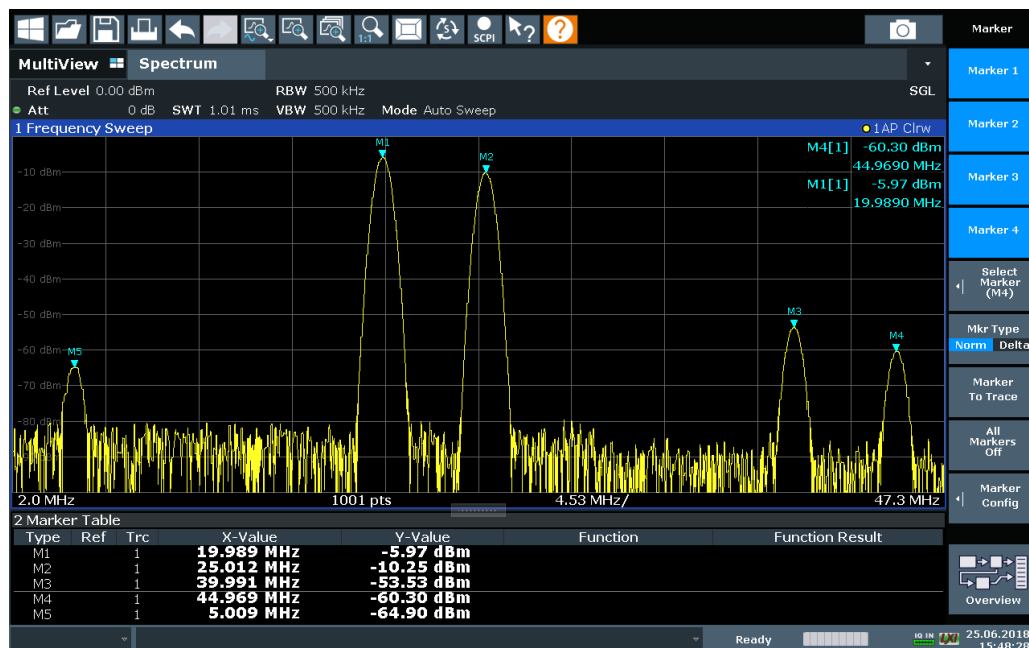 1:1
SCPI
Marker
MultiView Spectrum
Marker 1
Ref Level 0.00 dBm RBW 500 kHz SGL
Att 0 dB SWT 1.01 ms VBW 500 kHz Mode Auto Sweep
1 Frequency Sweep 1AP Clrw
Marker 2
M4[1] -60.30 dBm
44.9690 MHz
M1[1] -5.97 dBm
19.9890 MHz
M1
M2
-10 dBm
Marker 3
-20 dBm
Marker 4
-30 dBm
-40 dBm
Select
Marker
(M4)
-50 dBm
M3
Mkr Type
Norm Delta
M4
-60 dBm
M5
-70 dBm
Marker
To Trace
-80 dBm
All
Markers
Off
2.0 MHz 1001 pts 4.53 MHz/ 47.3 MHz
Marker
Config
2 Marker Table
Type Ref Trc X-Value Y-Value Function Function Result
M1 1 19.989 MHz -5.97 dBm
M2 1 25.012 MHz -10.25 dBm
M3 1 39.991 MHz -53.53 dBm
M4 1 44.969 MHz -60.30 dBm
M5 1 5.009 MHz -64.90 dBm
Overview
Ready IQ IN 25.06.2018
15:48:28